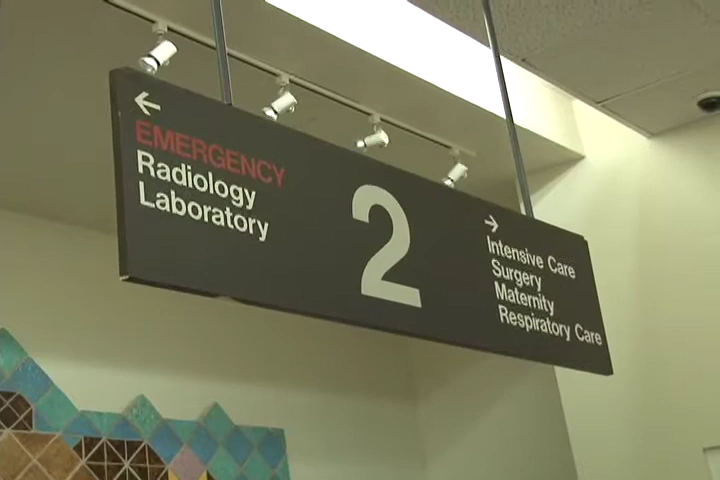 ←
EMERGENCY
Radiology
Laboratory
2
→
Intensive Care
Surgery
Maternity
Respiratory Care